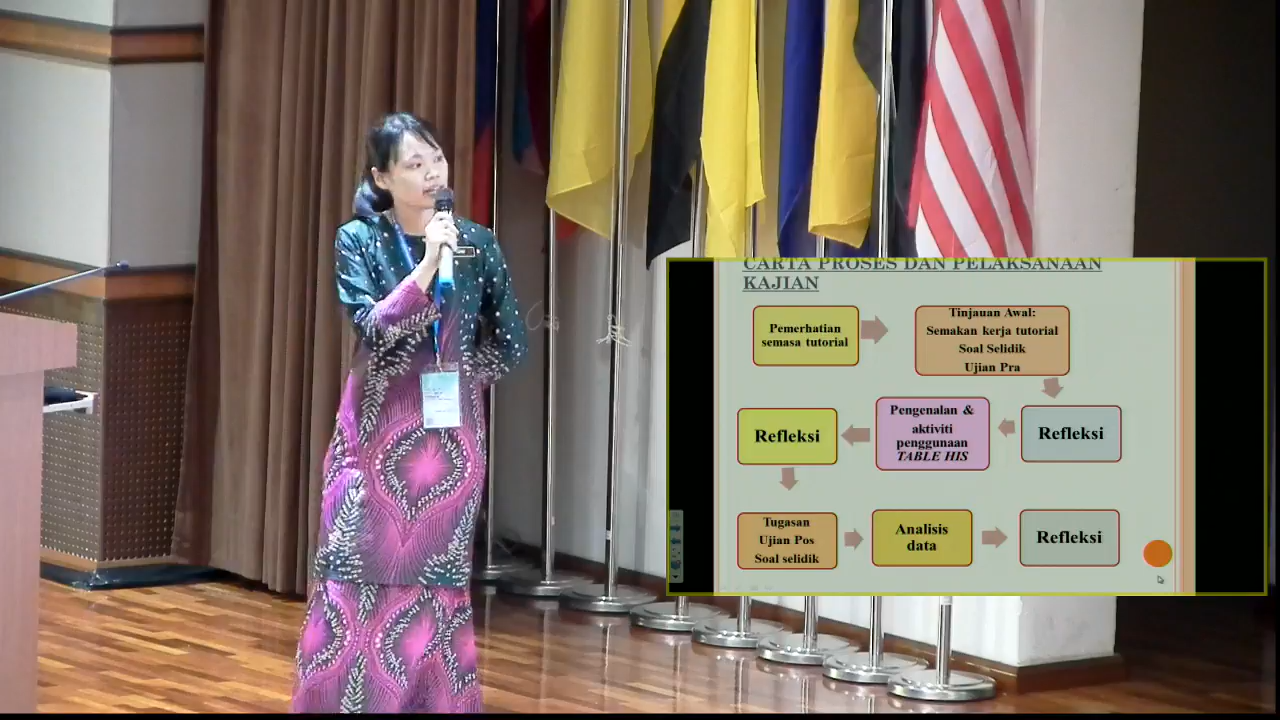 CARTA PROSES DAN PELAKSANAAN
KAJIAN
Pemerhatian
semasa tutorial
Tinjauan Awal:
Semakan kerja tutorial
Soal Selidik
Ujian Pra
Refleksi
Pengenalan &
aktiviti
penggunaan
TABLE HIS
Refleksi
Tugasan
Ujian Pos
Soal selidik
Analisis
data
Refleksi